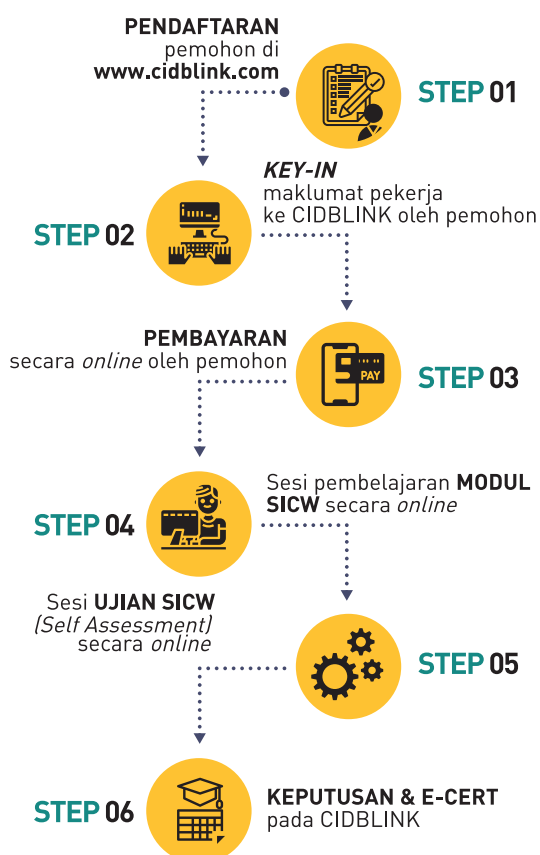 PENDAFTARAN
pemohon di
www.cidblink.com
STEP 01
KEY-IN
maklumat pekerja
ke CIDBLINK oleh pemohon
STEP 02
PEMBAYARAN
secara online oleh pemohon
PAY
STEP 03
Sesi pembelajaran MODUL
SICW secara online
STEP 04
Sesi UJIAN SICW
(Self Assessment)
secara online
STEP 05
KEPUTUSAN & E-CERT
pada CIDBLINK
STEP 06